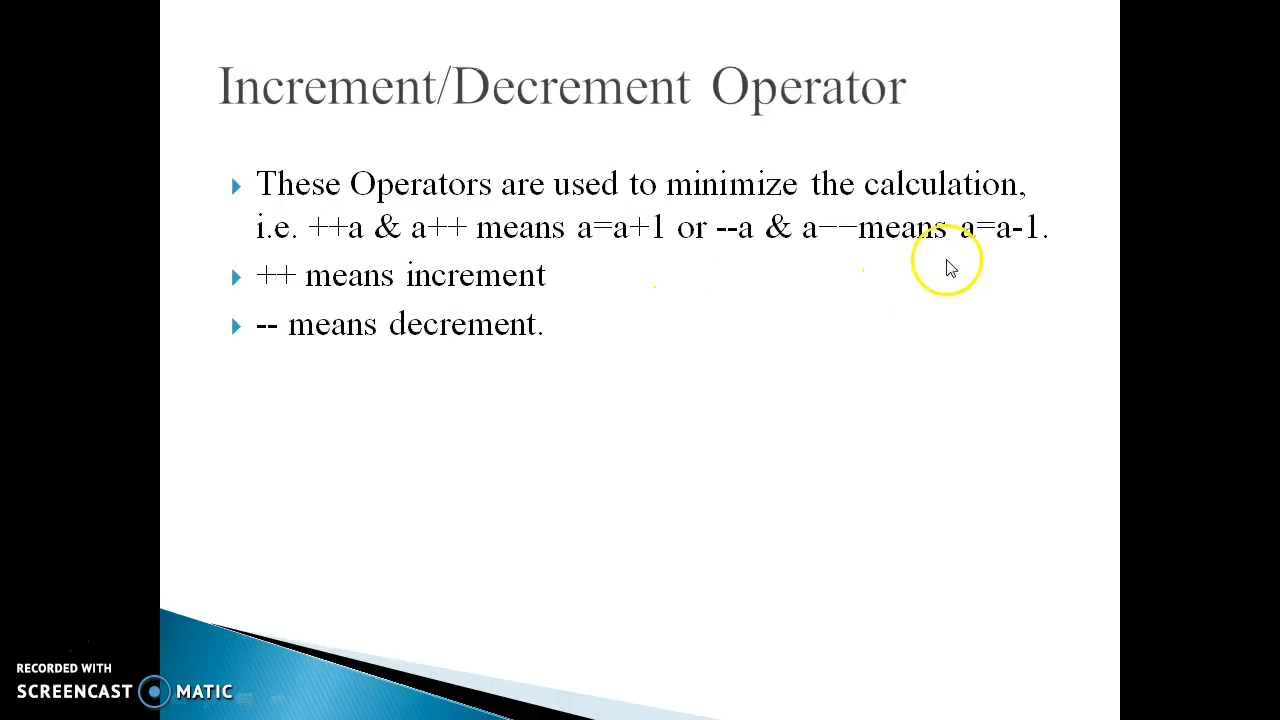 Increment/Decrement Operator
These Operators are used to minimize the calculation,
i.e. ++a & a++ means a=a+1 or --a & a−−means a=a-1.
++ means increment
-- means decrement.
RECORDED WITH
SCREENCAST MATIC